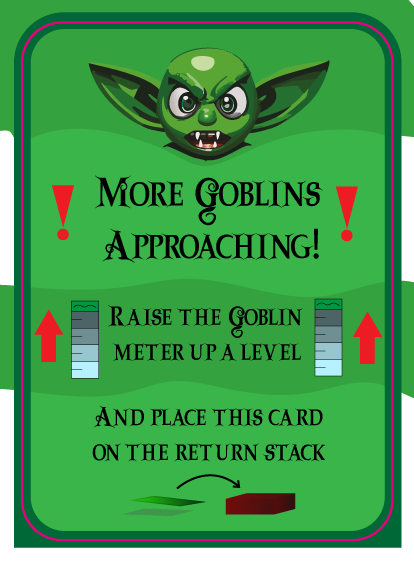 More Goblins
Approaching!
Raise the Goblin
meter up a level
And place this card
on the return stack